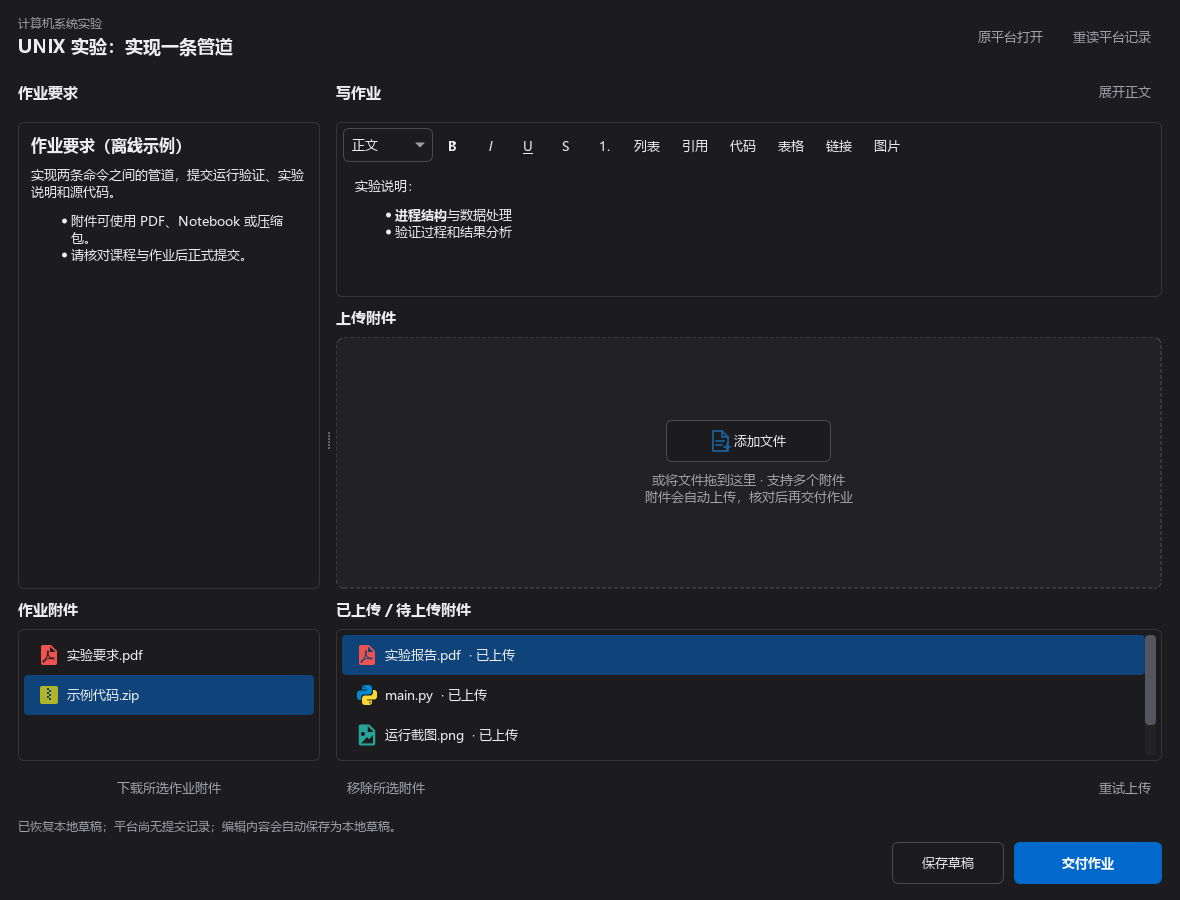 计算机系统实验
UNIX 实验：实现一条管道
原平台打开
重读平台记录
作业要求
作业要求（离线示例）
实现两条命令之间的管道，提交运行验证、实验
说明和源代码。
• 附件可使用 PDF、Notebook 或压缩
包。
• 请核对课程与作业后正式提交。
写作业
展开正文
正文 B I U S 1. 列表 引用 代码 表格 链接 图片
实验说明：
• 进程结构与数据处理
• 验证过程和结果分析
上传附件
添加文件
或将文件拖到这里 · 支持多个附件
附件会自动上传，核对后再交付作业
作业附件
实验要求.pdf
示例代码.zip
下载所选作业附件
已上传 / 待上传附件
实验报告.pdf · 已上传
main.py · 已上传
运行截图.png · 已上传
移除所选附件
重试上传
已恢复本地草稿；平台尚无提交记录；编辑内容会自动保存为本地草稿。
保存草稿
交付作业